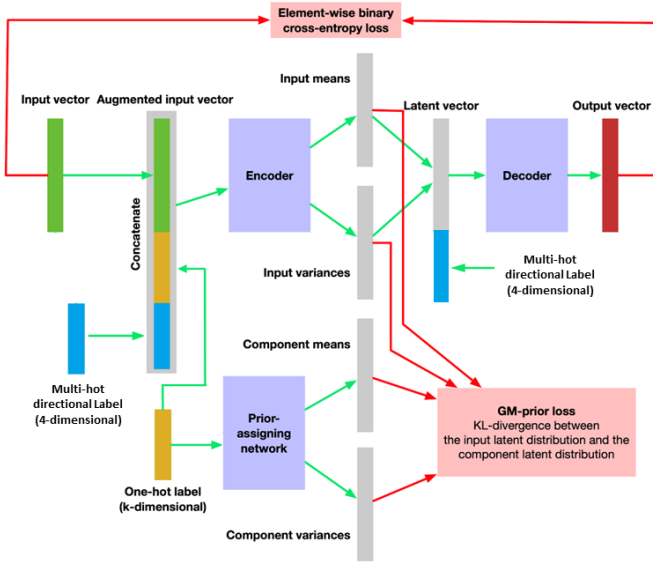 Element-wise binary
cross-entropy loss
Input means
Input vector
Augmented input vector
Latent vector
Output vector
Concatenate
Encoder
Decoder
Input variances
Multi-hot
directional Label
(4-dimensional)
Component means
Multi-hot
directional Label
(4-dimensional)
Prior-
assigning
network
GM-prior loss
KL-divergence between
the input latent distribution and the
component latent distribution
One-hot label
(k-dimensional)
Component variances